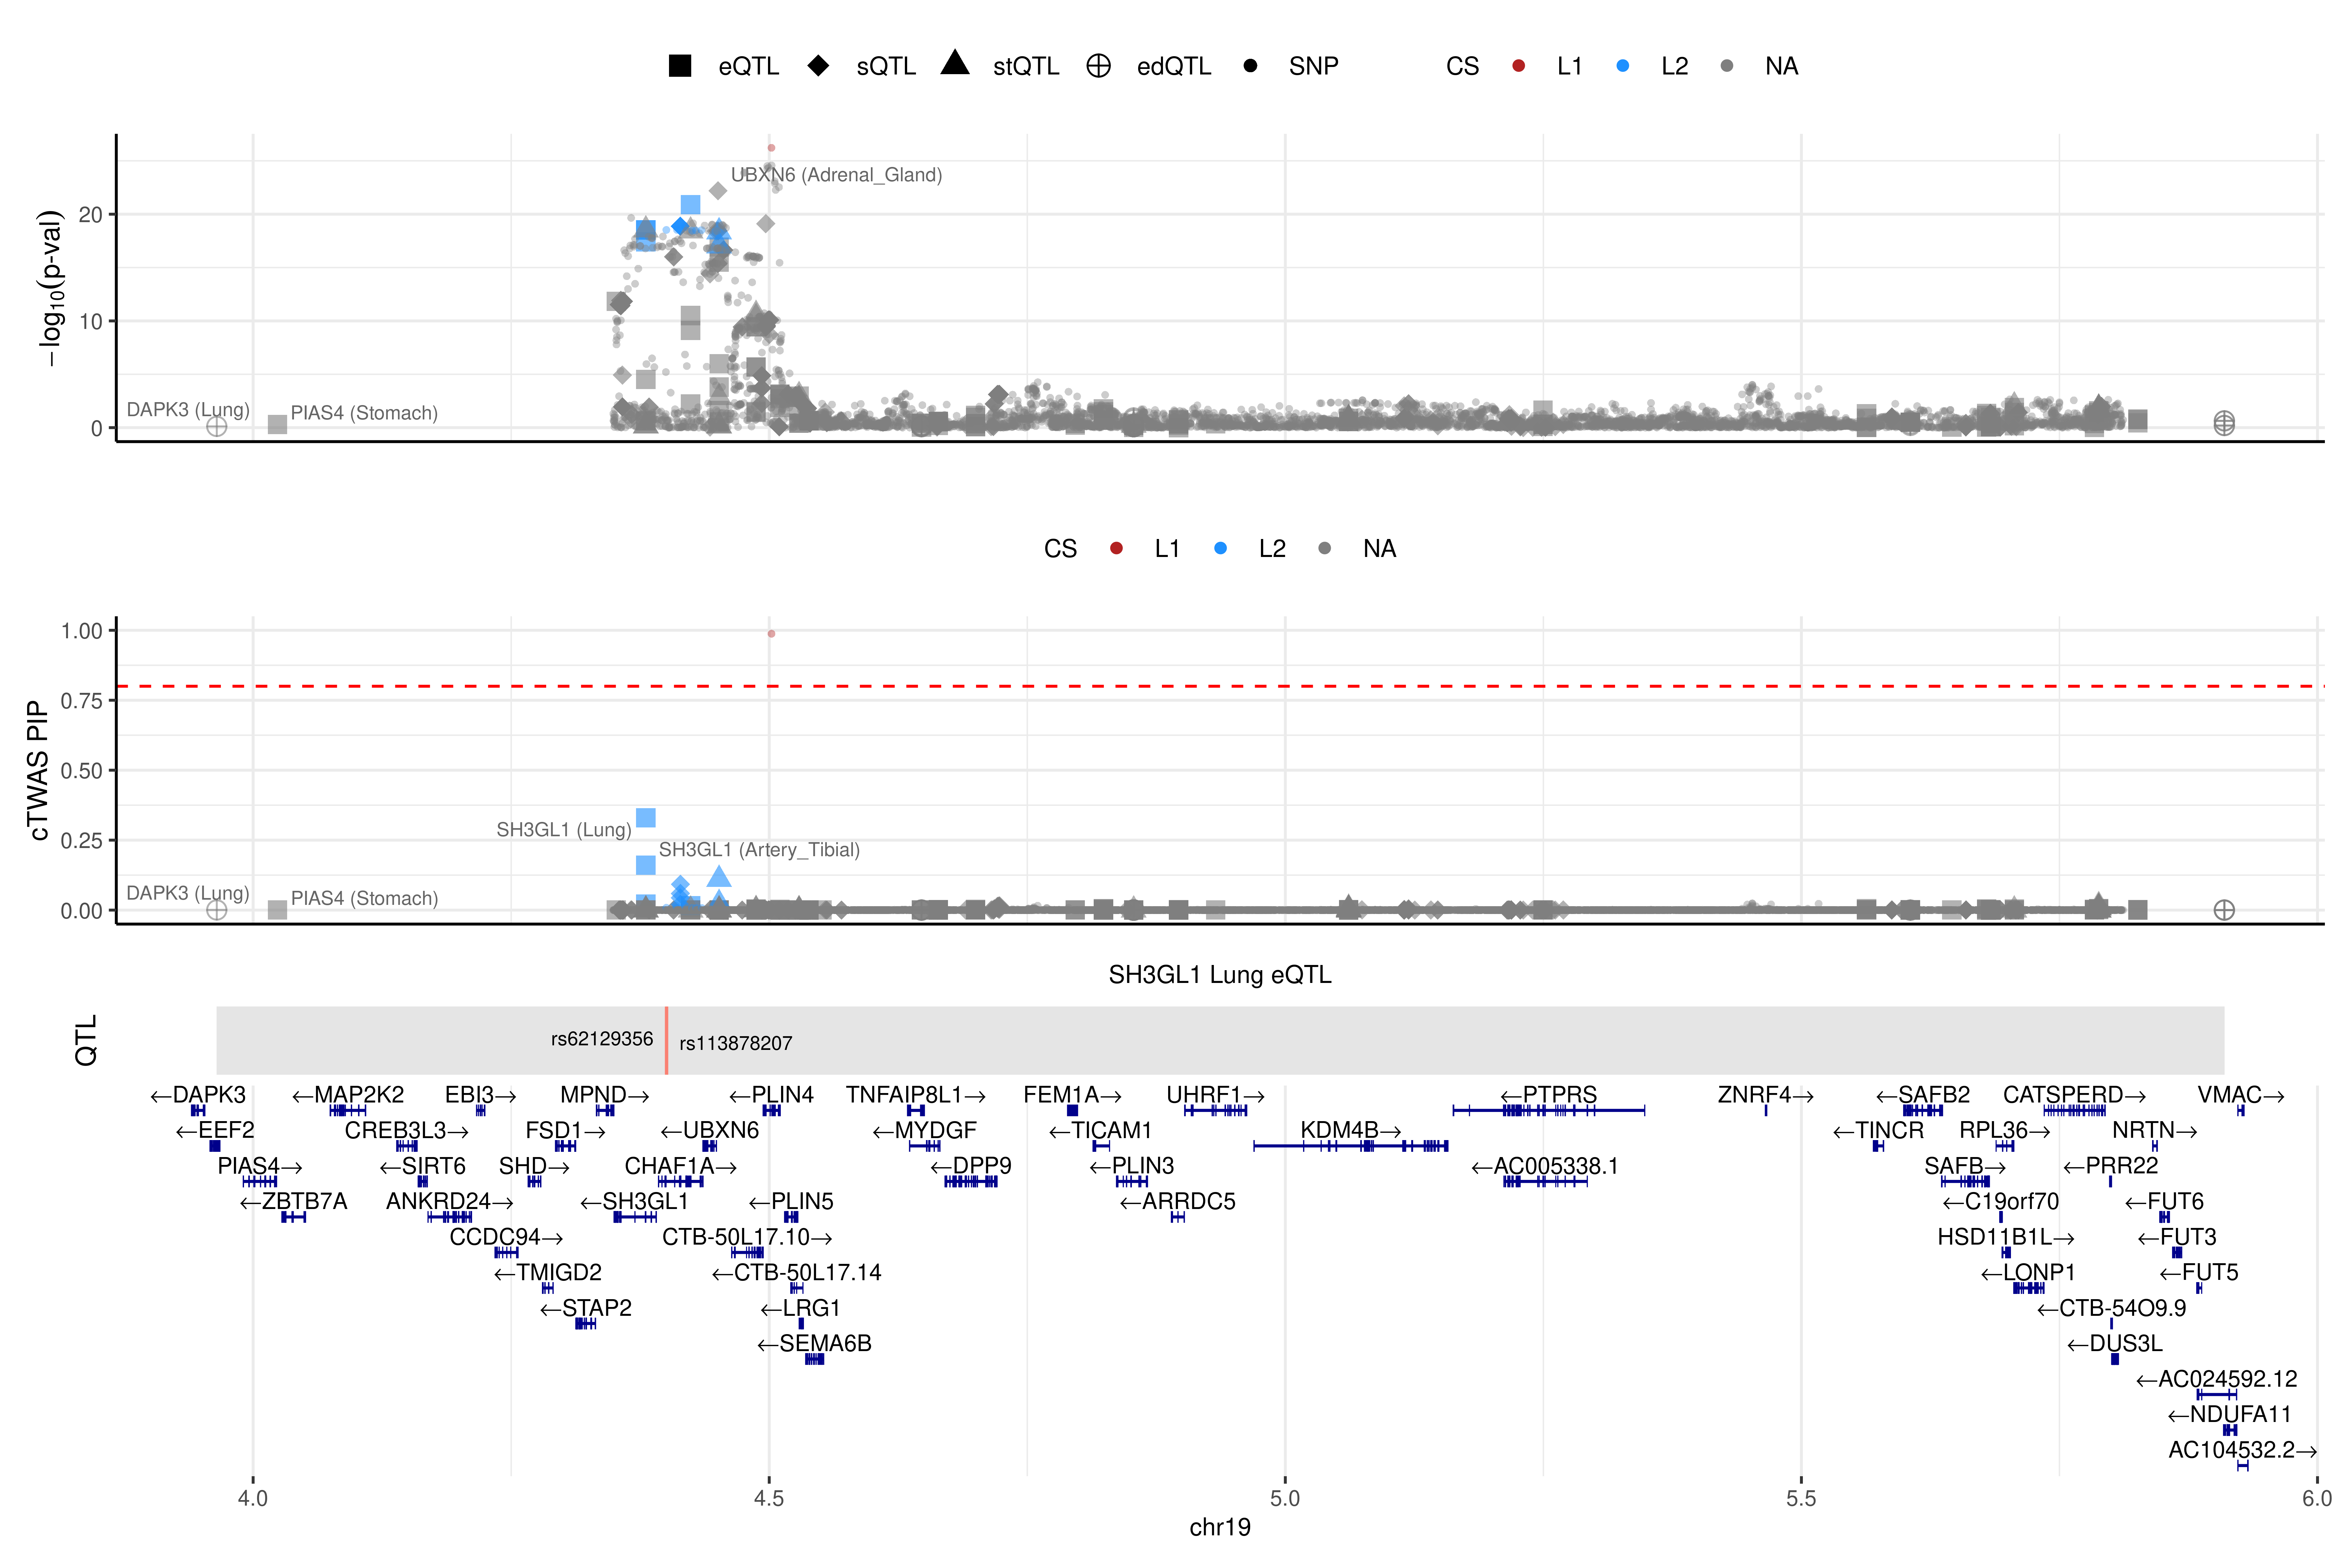 eQTL sQTL stQTL edQTL SNP CS L1 L2 NA
−log10(p-val)
20
10
0
UBXN6 (Adrenal_Gland)
DAPK3 (Lung)
PIAS4 (Stomach)
CS L1 L2 NA
cTWAS PIP
1.00
0.75
0.50
0.25
0.00
SH3GL1 (Lung)
SH3GL1 (Artery_Tibial)
DAPK3 (Lung)
PIAS4 (Stomach)
SH3GL1 Lung eQTL
QTL
rs62129356
rs113878207
←DAPK3 ←MAP2K2 EBI3→ MPND→ ←PLIN4 TNFAIP8L1→ FEM1A→ UHRF1→ ←PTPRS ZNRF4→ ←SAFB2 CATSPERD→ VMAC→
←EEF2 CREB3L3→ FSD1→ ←UBXN6 ←MYDGF ←TICAM1 KDM4B→ ←TINCR RPL36→ NRTN→
PIAS4→ ←SIRT6 SHD→ CHAF1A→ ←DPP9 ←PLIN3 ←AC005338.1 SAFB→ ←PRR22
←ZBTB7A ANKRD24→ ←SH3GL1 ←PLIN5 ←ARRDC5 ←C19orf70 ←FUT6
CCDC94→ CTB-50L17.10→ HSD11B1L→ ←FUT3
←TMIGD2 ←CTB-50L17.14 ←LONP1 ←FUT5
←STAP2 ←LRG1 ←CTB-54O9.9
←SEMA6B ←DUS3L
←AC024592.12
←NDUFA11
AC104532.2→
4.0 4.5 5.0 5.5 6.0
chr19